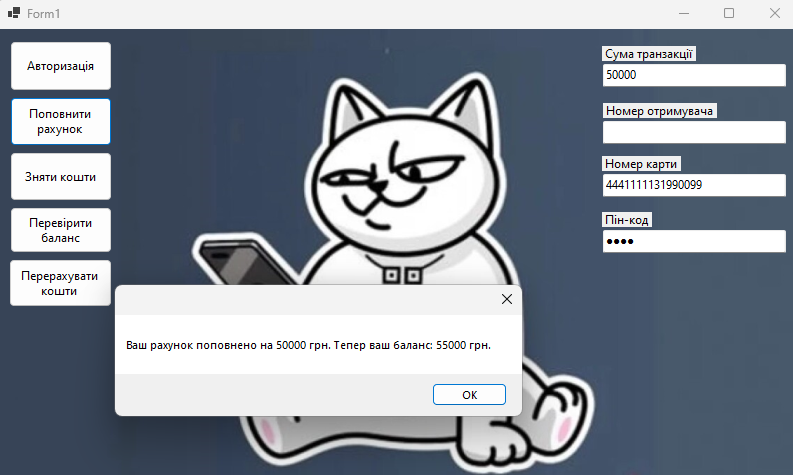 Form1
Авторизація
Поповнити
рахунок
Зняти кошти
Перевірити
баланс
Перерахувати
кошти
Сума транзакції
50000
Номер отримувача
Номер карти
4441111131990099
Пін-код
●●●●
Ваш рахунок поповнено на 50000 грн. Тепер ваш баланс: 55000 грн.
ОК